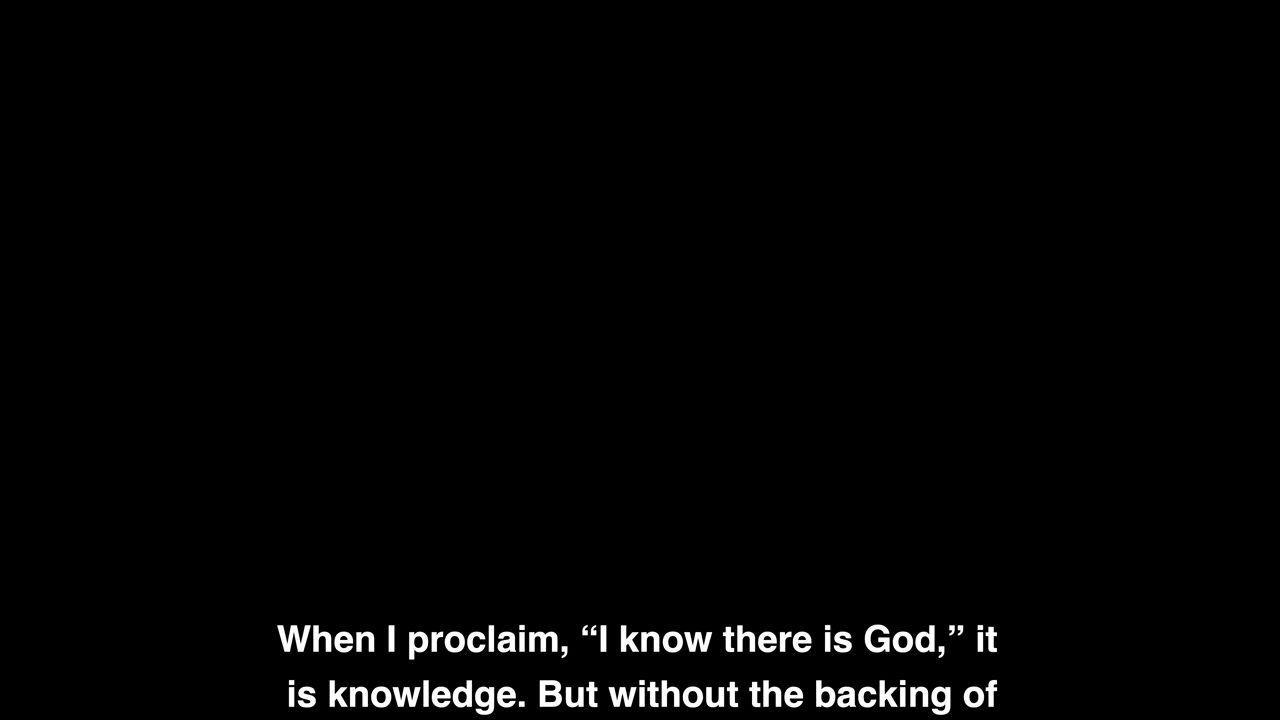 When I proclaim, “I know there is God,” it
is knowledge. But without the backing of